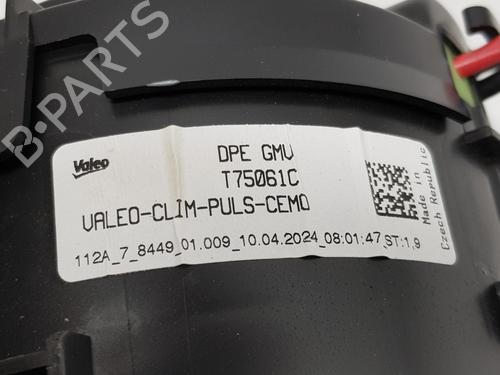 B-PARTS
Valeo
DPE GMV
T75061C
VALEO-CLIM-PULS-CEMO
112A_7_8449_01.009_10.04.2024_08:01:47_ST:1,9
Made in
Czech Republic